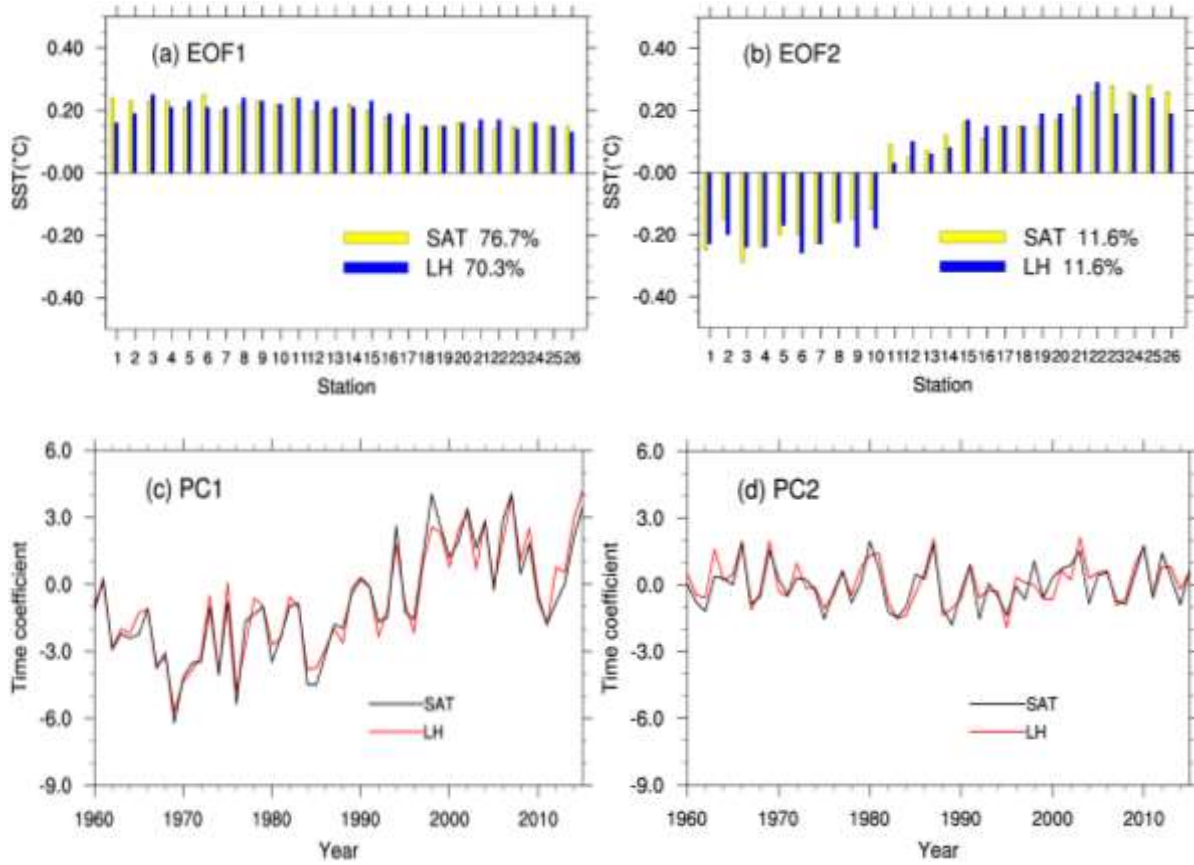 (a) EOF1
0.40
0.20
-0.00
-0.20
-0.40
SST(°C)
SAT 76.7%
LH 70.3%
1 2 3 4 5 6 7 8 9 10 11 12 13 14 15 16 17 18 19 20 21 22 23 24 25 26
Station
(b) EOF2
0.40
0.20
-0.00
-0.20
-0.40
SST(°C)
SAT 11.6%
LH 11.6%
1 2 3 4 5 6 7 8 9 10 11 12 13 14 15 16 17 18 19 20 21 22 23 24 25 26
Station
(c) PC1
6.0
3.0
0.0
-3.0
-6.0
-9.0
Time coefficient
SAT
LH
1960 1970 1980 1990 2000 2010
Year
(d) PC2
6.0
3.0
0.0
-3.0
-6.0
-9.0
Time coefficient
SAT
LH
1960 1970 1980 1990 2000 2010
Year